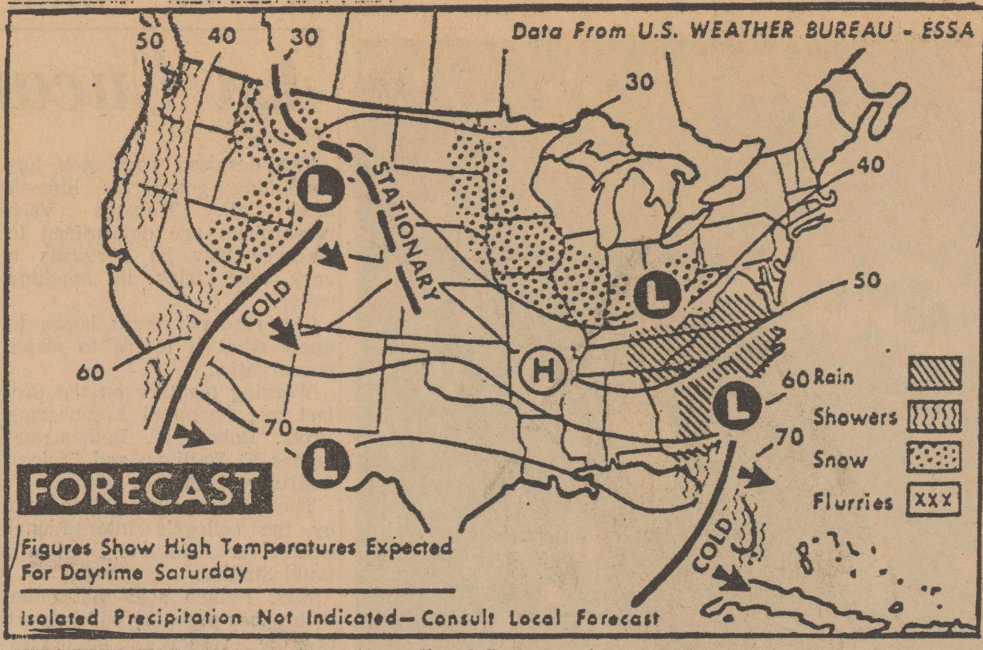 Data From U.S. WEATHER BUREAU - ESSA
50 40 30
30
40
50
60
70
STATIONARY
L
COLD
L
H
60
L
70
L
COLD
Rain
Showers
Snow
Flurries xxx
FORECAST
Figures Show High Temperatures Expected
For Daytime Saturday
Isolated Precipitation Not Indicated—Consult Local Forecast